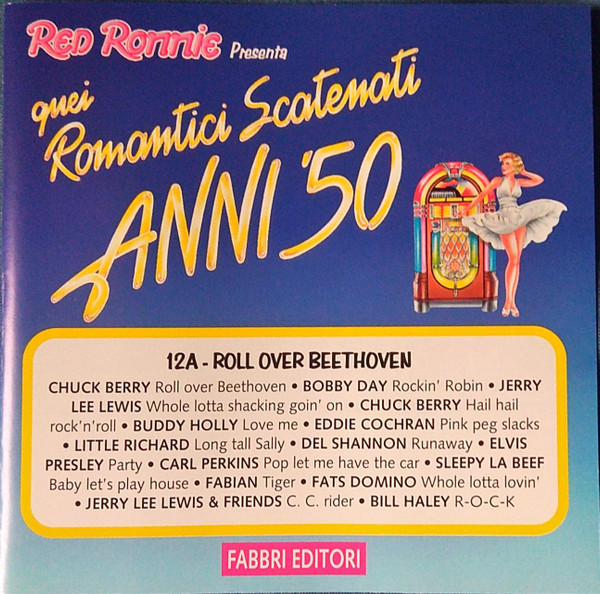 Red Ronnie Presenta
quei
Romantici Scatenati
ANNI '50
12A - ROLL OVER BEETHOVEN
CHUCK BERRY Roll over Beethoven • BOBBY DAY Rockin' Robin • JERRY
LEE LEWIS Whole lotta shacking goin' on • CHUCK BERRY Hail hail
rock'n'roll • BUDDY HOLLY Love me • EDDIE COCHRAN Pink peg slacks
• LITTLE RICHARD Long tall Sally • DEL SHANNON Runaway • ELVIS
PRESLEY Party • CARL PERKINS Pop let me have the car • SLEEPY LA BEEF
Baby let's play house • FABIAN Tiger • FATS DOMINO Whole lotta lovin'
• JERRY LEE LEWIS & FRIENDS C. C. rider • BILL HALEY R-O-C-K
FABBRI EDITORI